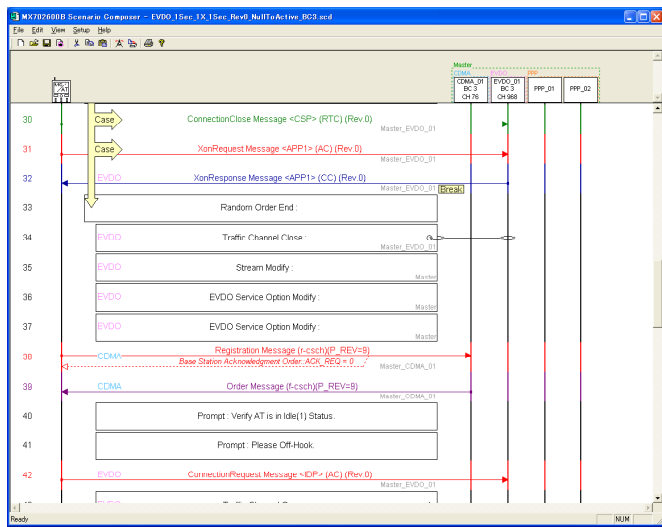 MX702600B Scenario Composer - EVDO_1Sec_1X_1Sec_Rev0_NullToActive_BC3.scd
File Edit View Setup Help
Master
CDMA EVDO PPP
CDMA_01 EVDO_01 PPP_01 PPP_02
BC 3 BC 3
CH 76 CH 968
MS/AT
30 Case ConnectionClose Message <CSP> (RTC) (Rev.0)
Master_EVDO_01
31 Case XonRequest Message <APP1> (AC) (Rev.0)
Master_EVDO_01
32 EVDO XonResponse Message <APP1> (CC) (Rev.0)
Master_EVDO_01 Break
33 Random Order End :
34 EVDO Traffic Channel Close :
Master_EVDO_01
35 EVDO Stream Modify :
Master
36 EVDO EVDO Service Option Modify :
Master
37 EVDO EVDO Service Option Modify :
Master
38 CDMA Registration Message (r-csch)(P_REV=9)
Base Station Acknowledgment Order: ACK_REQ = 0
Master_CDMA_01
39 CDMA Order Message (f-csch)(P_REV=9)
Master_CDMA_01
40 Prompt : Verify AT is in Idle(1) Status.
41 Prompt : Please Off-Hook.
42 EVDO ConnectionRequest Message <IDP> (AC) (Rev.0)
Master_EVDO_01
Ready NUM